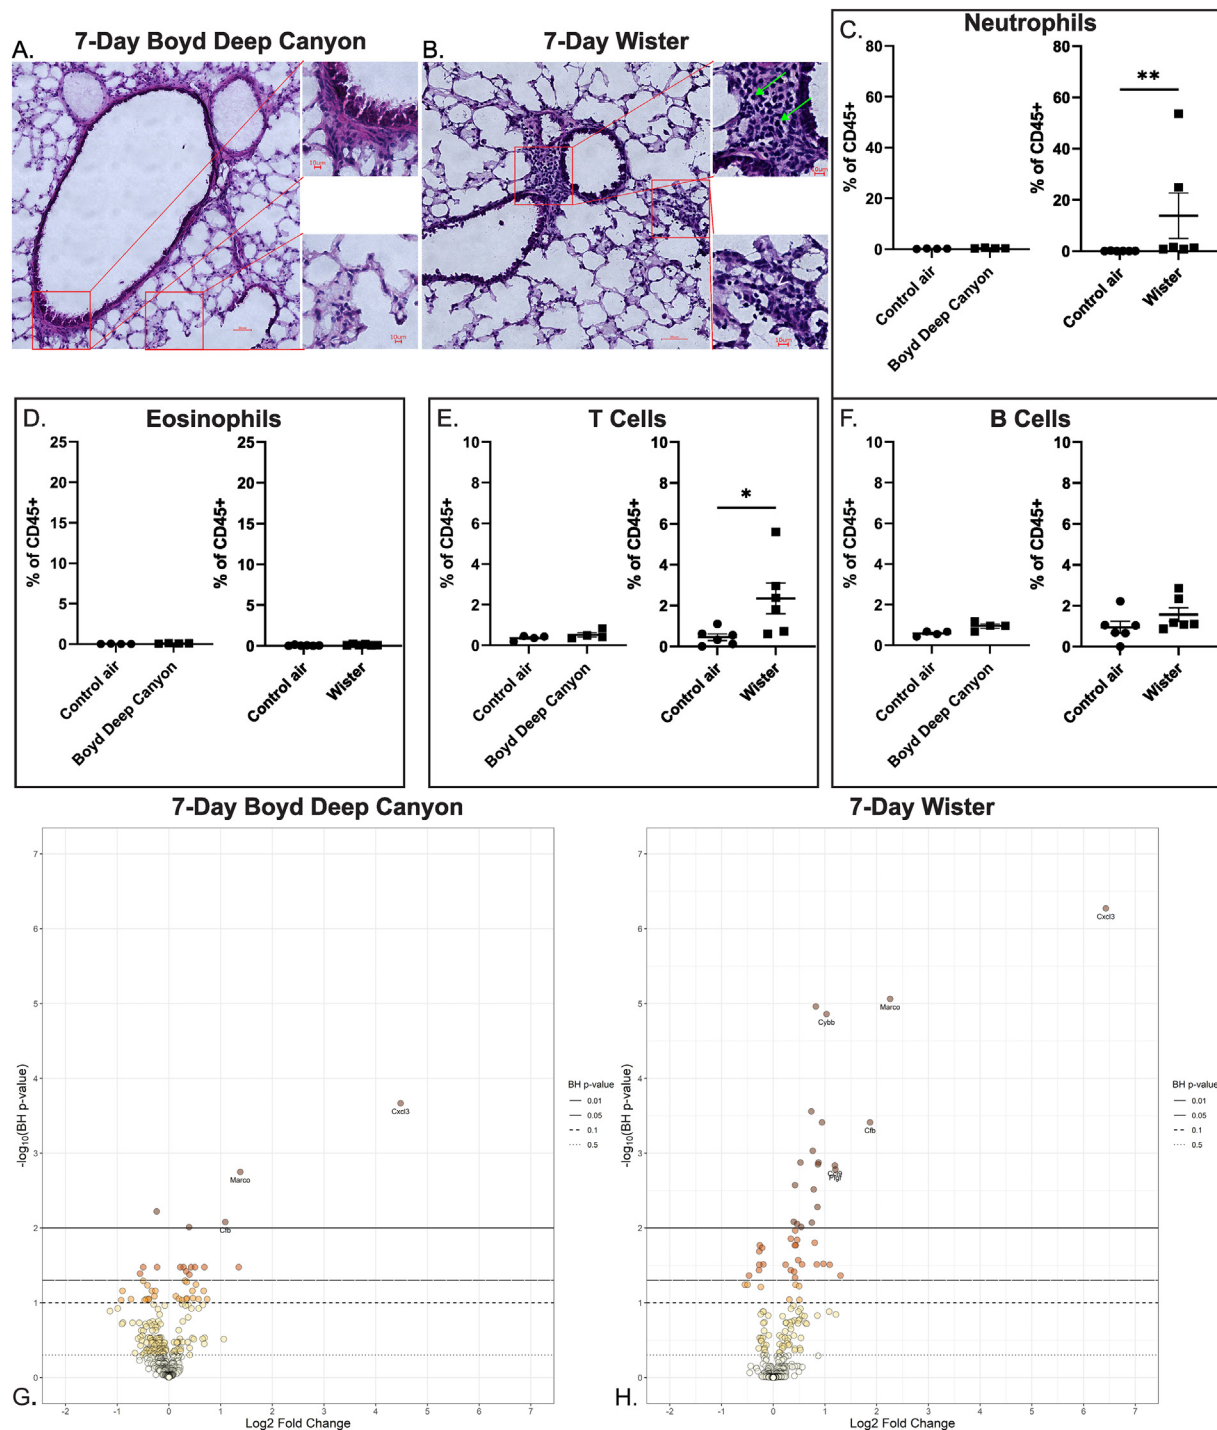 A.
7-Day Boyd Deep Canyon
10um
10um
B.
7-Day Wister
10um
10um
C.
Neutrophils
% of CD45+
80
60
40
20
0
Control air
Boyd Deep Canyon
% of CD45+
80
60
40
20
0
**
Control air
Wister
D.
Eosinophils
% of CD45+
25
20
15
10
5
0
Control air
Boyd Deep Canyon
% of CD45+
25
20
15
10
5
0
Control air
Wister
E.
T Cells
% of CD45+
10
8
6
4
2
0
Control air
Boyd Deep Canyon
% of CD45+
10
8
6
4
2
0
*
Control air
Wister
F.
B Cells
% of CD45+
10
8
6
4
2
0
Control air
Boyd Deep Canyon
% of CD45+
10
8
6
4
2
0
Control air
Wister
7-Day Boyd Deep Canyon
-log10(BH p-value)
7
6
5
4
3
2
1
0
Cxcl3
Marco
Cfb
BH p-value
0.01
0.05
0.1
0.5
-2 -1 0 1 2 3 4 5 6 7
Log2 Fold Change
G.
7-Day Wister
-log10(BH p-value)
7
6
5
4
3
2
1
0
Cxcl3
Marco
Cybb
Cfb
BH p-value
0.01
0.05
0.1
0.5
-2 -1 0 1 2 3 4 5 6 7
Log2 Fold Change
H.